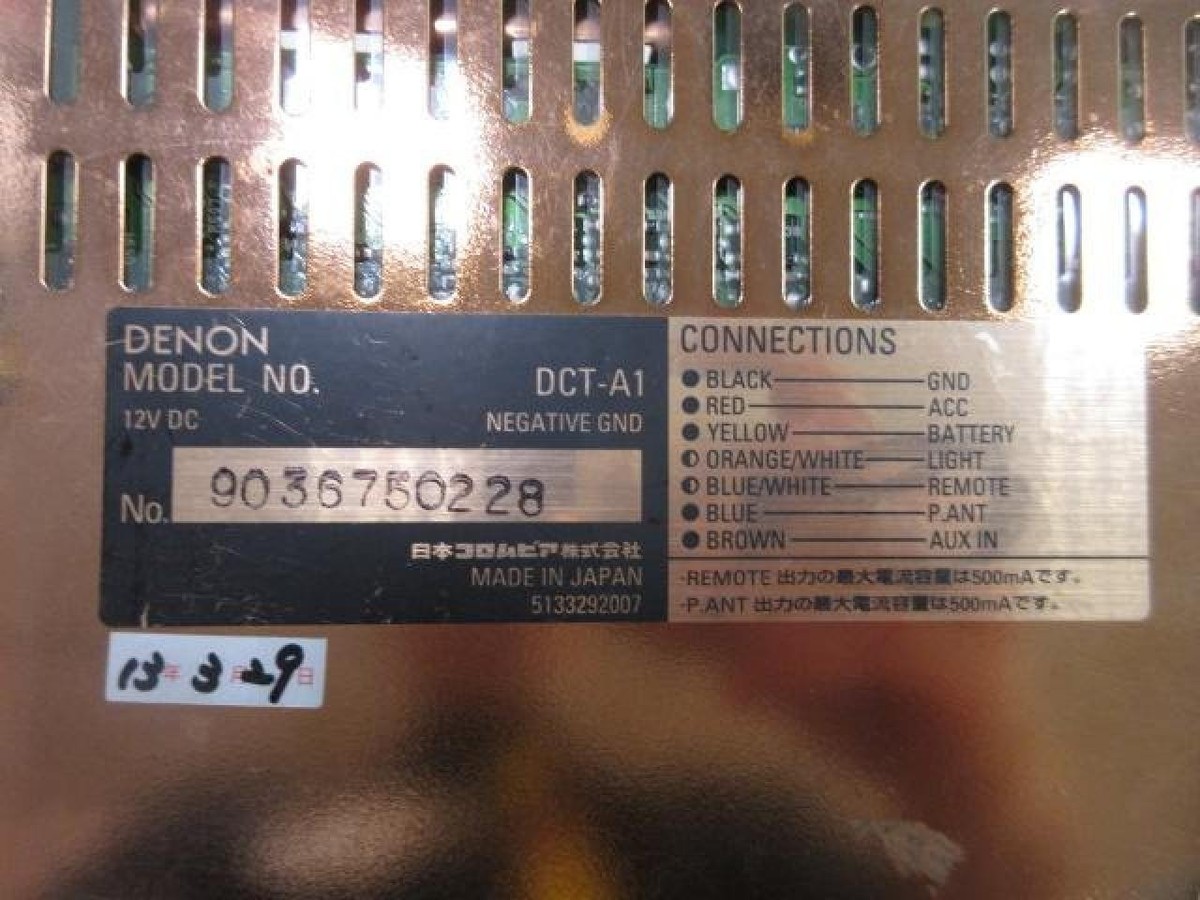 DENON
MODEL NO. DCT-A1
12V DC NEGATIVE GND
No. 9036750228
日本コロムビア株式会社
MADE IN JAPAN
5133292007
CONNECTIONS
BLACK GND
RED ACC
YELLOW BATTERY
ORANGE/WHITE LIGHT
BLUE/WHITE REMOTE
BLUE P.ANT
BROWN AUX IN
-REMOTE 出力の最大電流容量は500mAです。
-P.ANT 出力の最大電流容量は500mAです。
13年 3月 29日